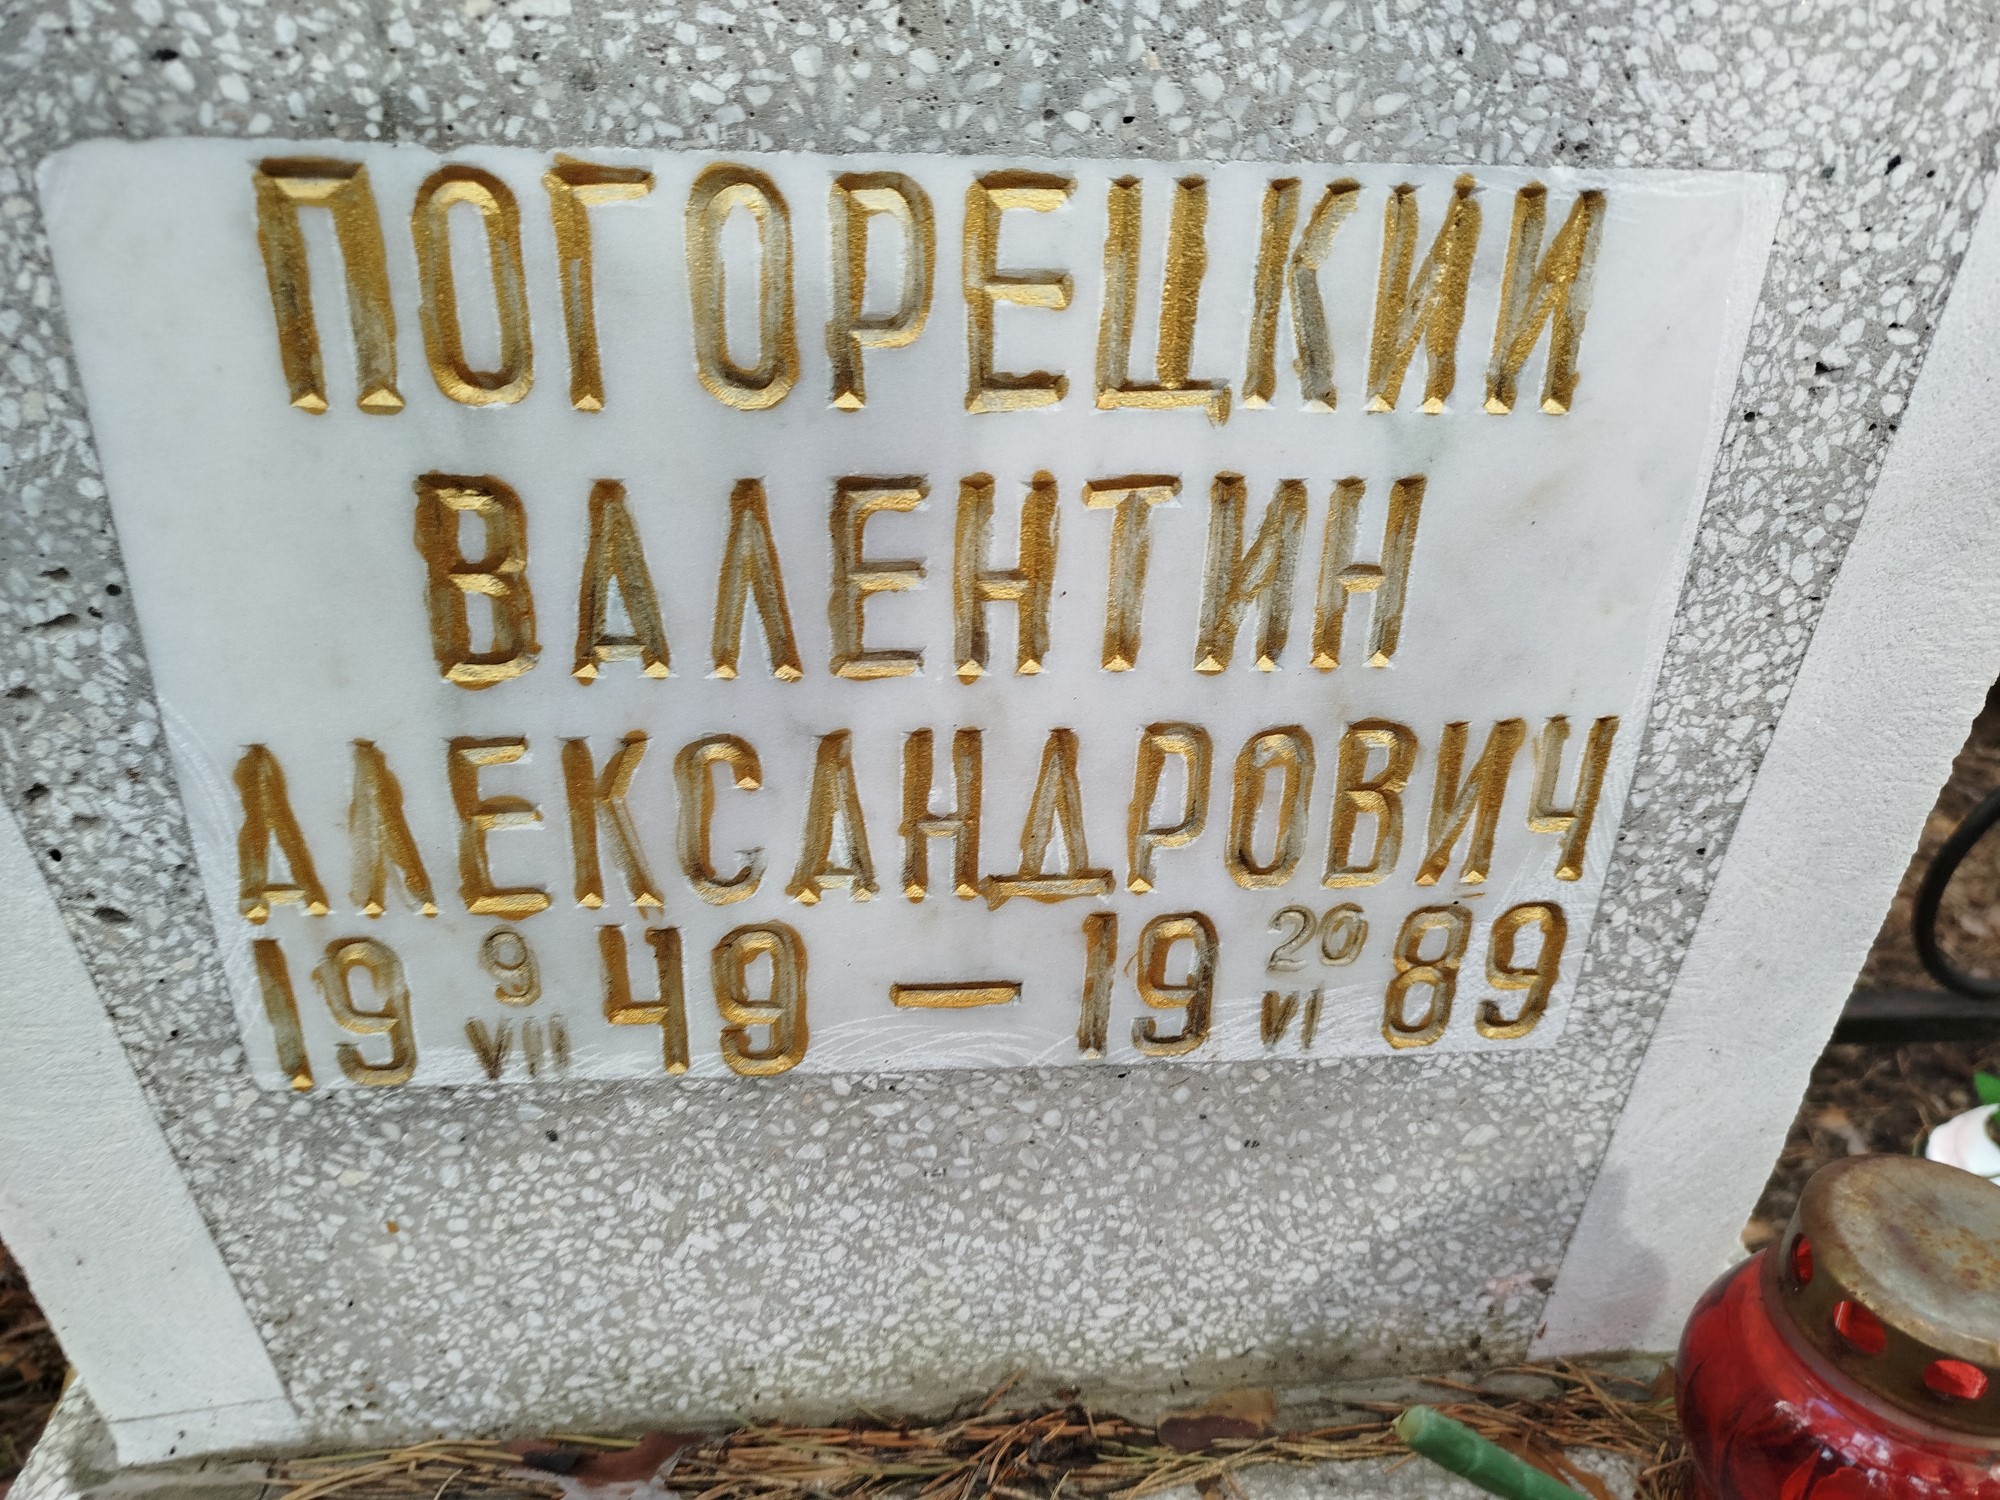 ПОГОРЕЦКИЙ
ВАЛЕНТИН
АЛЕКСАНДРОВИЧ
19 9/VII 49 — 19 20/VI 89